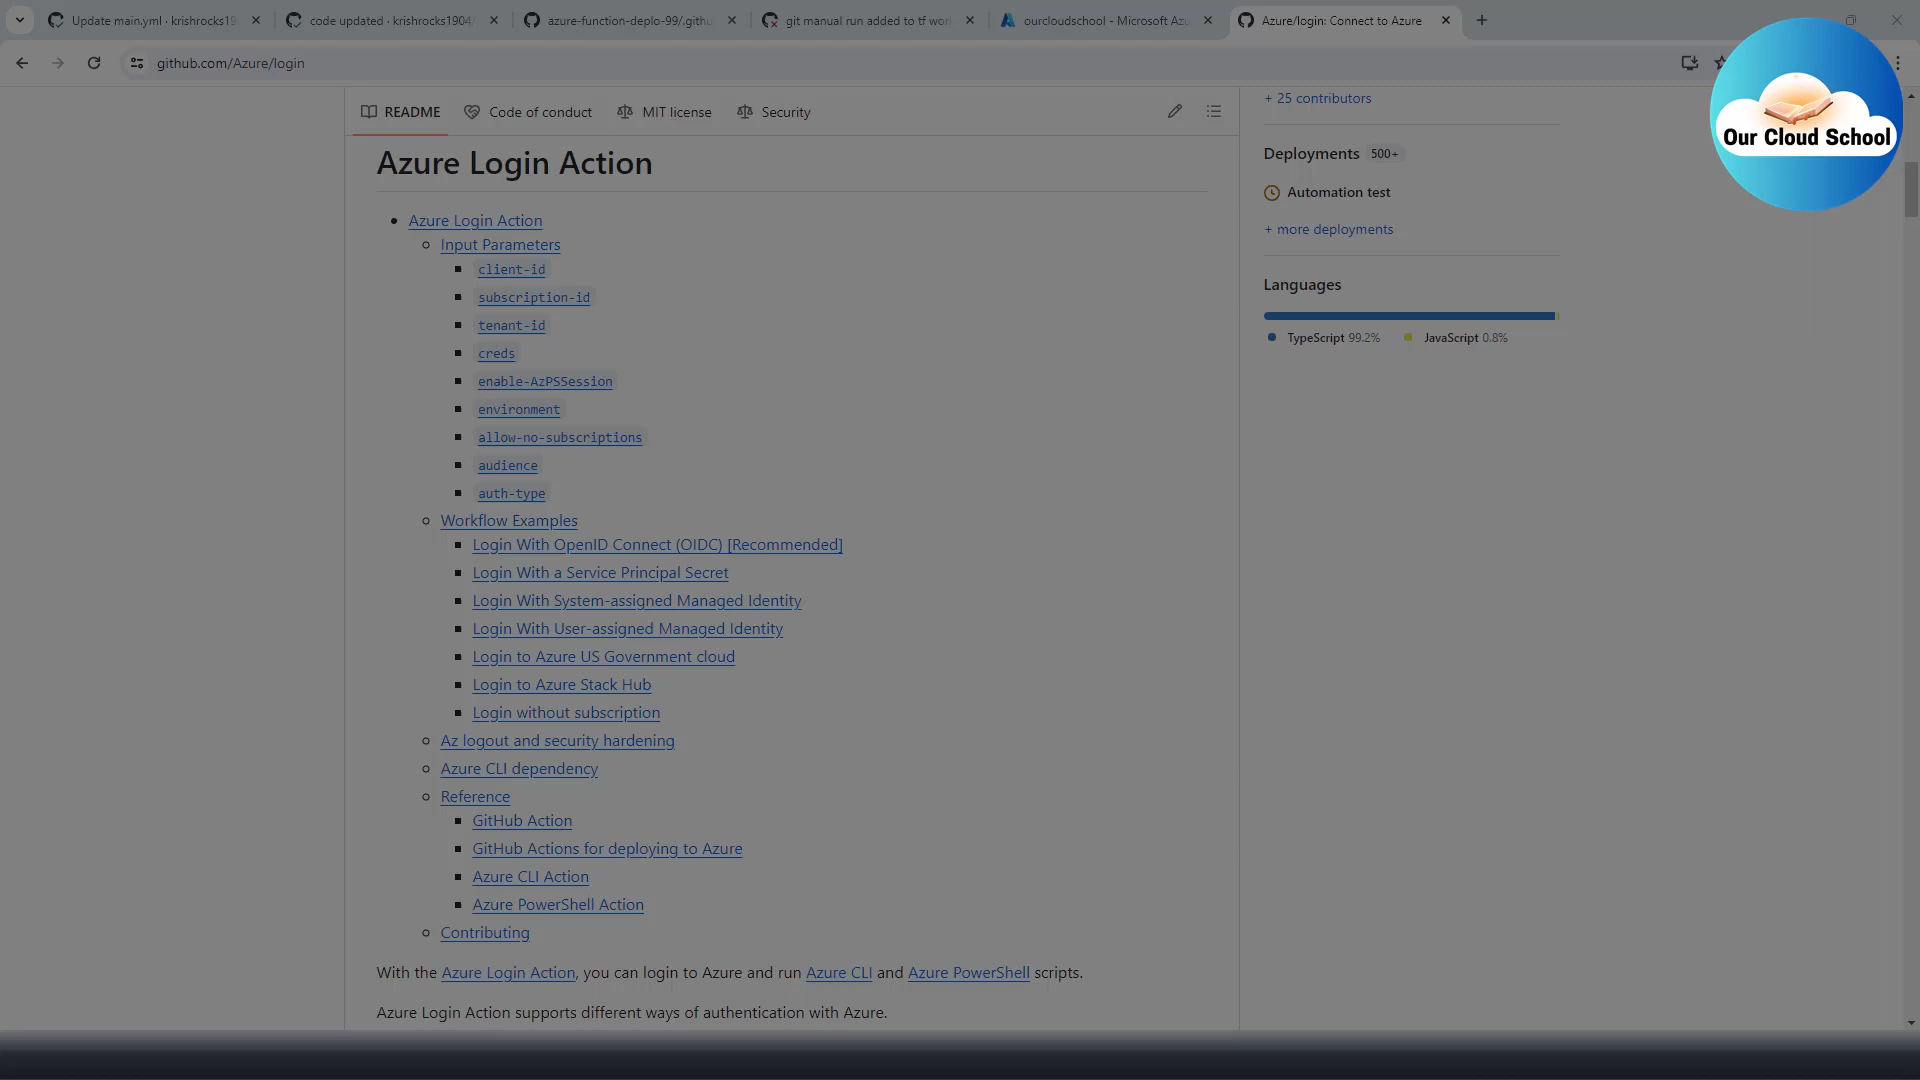 Update main.yml · krishrocks19
code updated · krishrocks1904/
azure-function-deplo-99/.githu
git manual run added to tf wor
ourcloudschool - Microsoft Azu
Azure/login: Connect to Azure
github.com/Azure/login
README
Code of conduct
MIT license
Security
Azure Login Action
Azure Login Action
Input Parameters
client-id
subscription-id
tenant-id
creds
enable-AzPSSession
environment
allow-no-subscriptions
audience
auth-type
Workflow Examples
Login With OpenID Connect (OIDC) [Recommended]
Login With a Service Principal Secret
Login With System-assigned Managed Identity
Login With User-assigned Managed Identity
Login to Azure US Government cloud
Login to Azure Stack Hub
Login without subscription
Az logout and security hardening
Azure CLI dependency
Reference
GitHub Action
GitHub Actions for deploying to Azure
Azure CLI Action
Azure PowerShell Action
Contributing
With the Azure Login Action, you can login to Azure and run Azure CLI and Azure PowerShell scripts.
Azure Login Action supports different ways of authentication with Azure.
+ 25 contributors
Deployments 500+
Automation test
+ more deployments
Languages
TypeScript 99.2%
JavaScript 0.8%
Our Cloud School